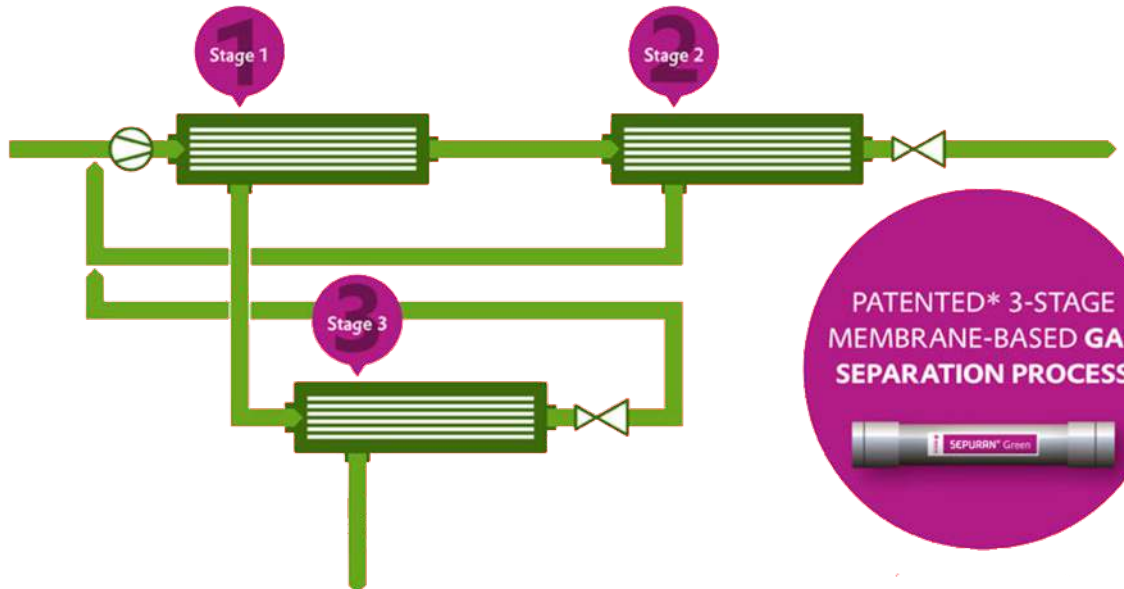 1
Stage 1
2
Stage 2
3
Stage 3
PATENTED* 3-STAGE
MEMBRANE-BASED GA
SEPARATION PROCESS
SEPURAN® Green